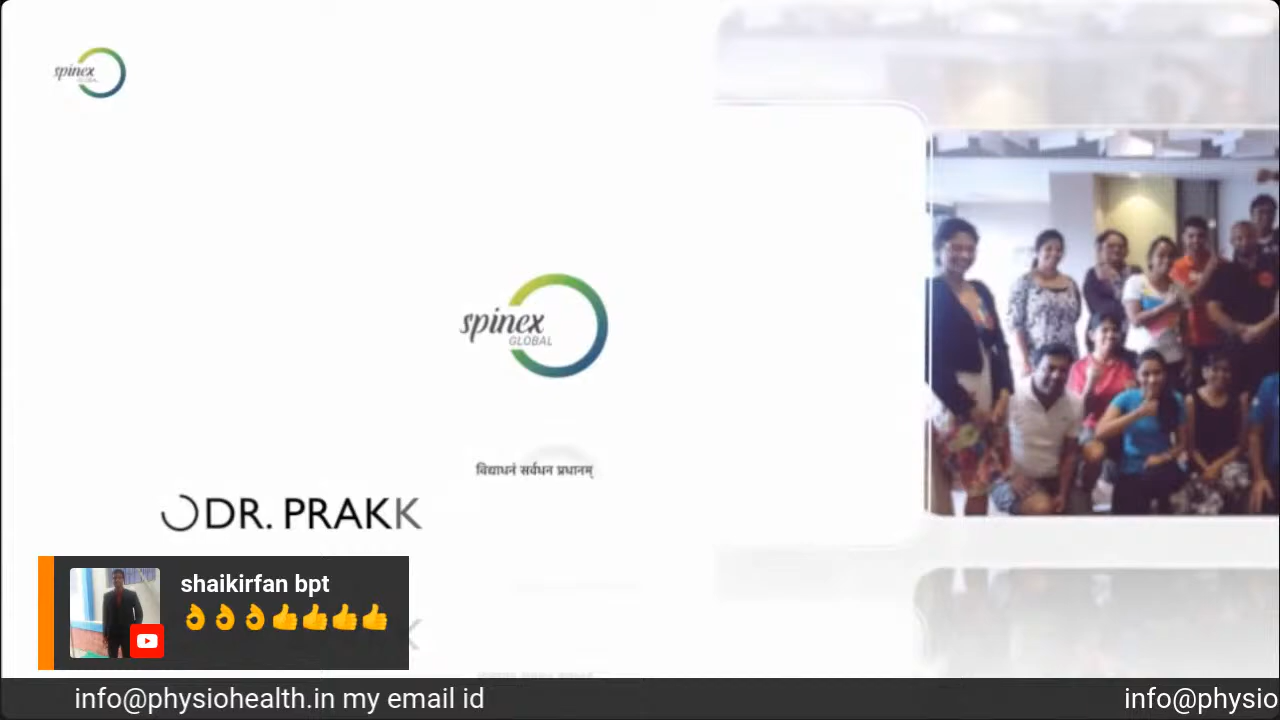 spinex
GLOBAL
spinex
GLOBAL
विद्याधनं सर्वधन प्रधानम्
DR. PRAKK
shaikirfan bpt
👌👌👌👍👍👍👍
info@physiohealth.in my email id
info@physio